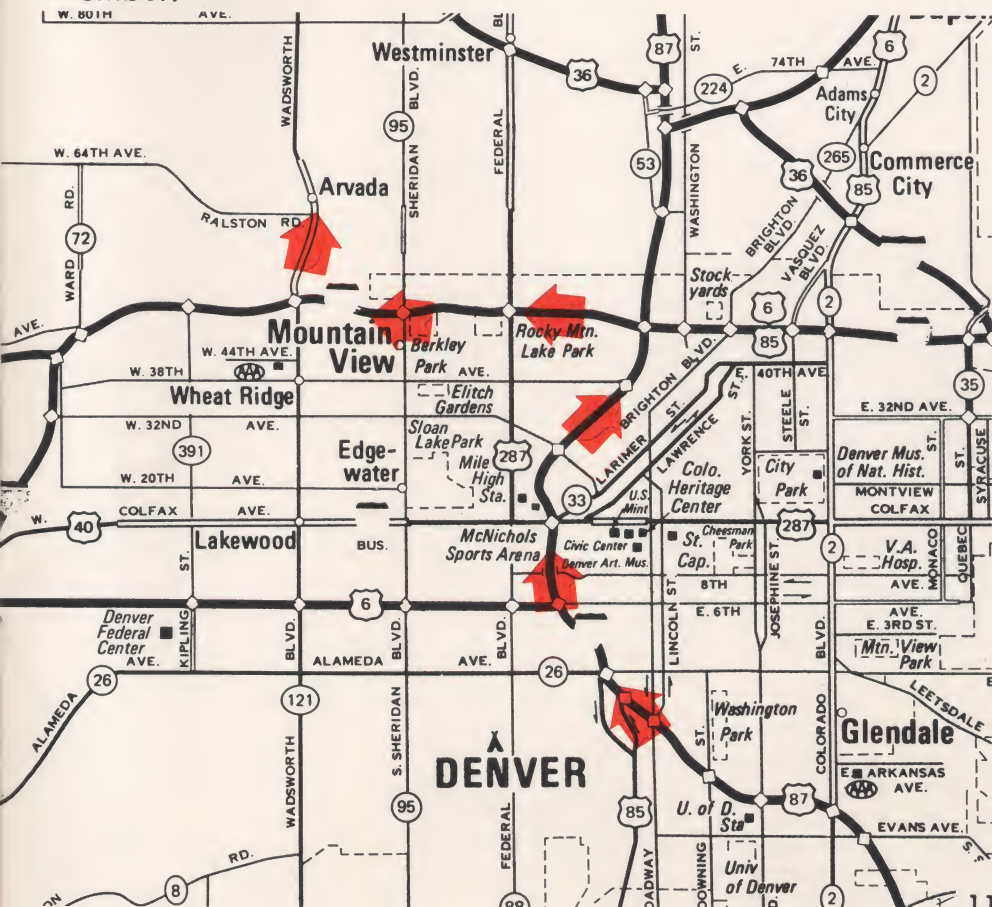 W. 80TH AVE.
Westminster
36
87
ST.
WADSWORTH
BLVD.
95
SHERIDAN
FEDERAL
224
E. 74TH AVE.
6
2
Adams
City
265
Commerce
City
36
85
53
WASHINGTON
W. 64TH AVE.
Arvada
RALSTON RD.
WARD RD.
72
BRIGHTON
BLVD.
VASQUEZ
BLVD.
Stock
yards
6
85
2
AVE.
Mountain
View
Berkley
Park
Rocky Mtn.
Lake Park
W. 44TH AVE.
AAA
W. 38TH AVE.
Wheat Ridge
Elitch
Gardens
BRIGHTON BLVD.
E. 40TH AVE
35
W. 32ND AVE.
E. 32ND AVE.
391
Edge-
water
Sloan
Lake Park
Mile
High
Sta.
287
LARIMER ST.
LAWRENCE ST.
YORK ST.
STEELE ST.
City
Park
Denver Mus.
of Nat. Hist.
ST.
ST.
SYRACUSE
Colo.
Heritage
Center
33
U.S.
Mint
W. 20TH AVE.
MONTVIEW
COLFAX
W. 40 COLFAX AVE.
BUS.
287
Lakewood
McNichols
Sports Arena
Civic Center
Denver Art. Mus.
St.
Cap.
Cheesman
Park
2
V.A.
Hosp.
MONACO
QUEBEC
8TH AVE.
6
E. 6TH AVE.
E. 3RD ST.
Mtn. View
Park
Denver
Federal
Center
KIPLING ST.
BLVD.
BLVD.
BLVD.
LINCOLN ST
JOSEPHINE ST.
BLVD.
AVE.
26
ALAMEDA AVE.
26
ALAMEDA
121
S. SHERIDAN
LEETSDALE
Washington
Park
Glendale
DENVER
ST.
COLORADO
E. ARKANSAS
AVE.
AAA
WADSWORTH
95
FEDERAL
85
87
U. of D.
Sta
EVANS AVE.
S.
RD.
8
88
DOWNING
Univ
of Denver
2